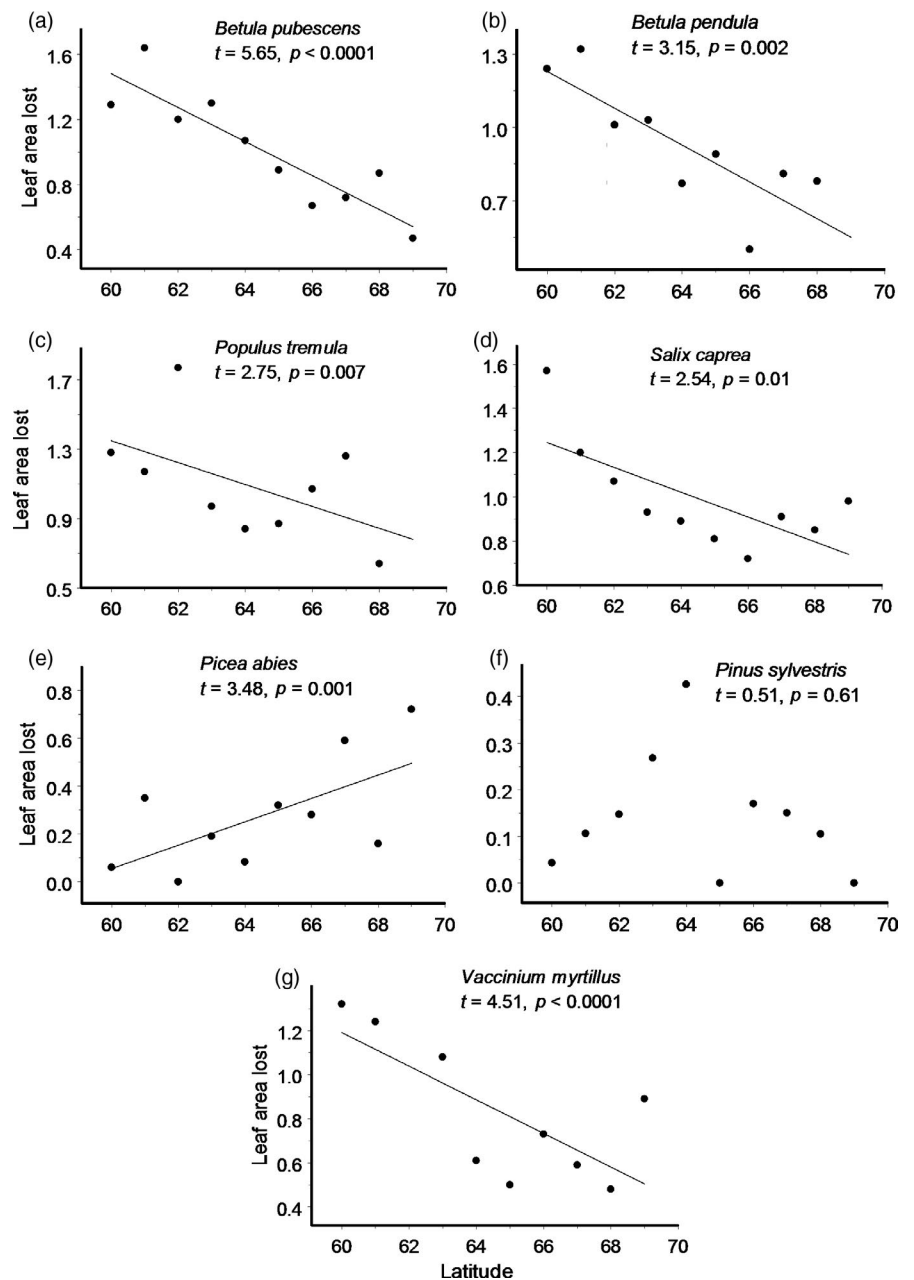 (a)
Betula pubescens
t = 5.65, p < 0.0001
Leaf area lost
1.6
1.2
0.8
0.4
60 62 64 66 68 70
(b)
Betula pendula
t = 3.15, p = 0.002
1.3
1.0
0.7
60 62 64 66 68 70
(c)
Populus tremula
t = 2.75, p = 0.007
Leaf area lost
1.7
1.3
0.9
0.5
60 62 64 66 68 70
(d)
Salix caprea
t = 2.54, p = 0.01
1.6
1.4
1.2
1.0
0.8
0.6
60 62 64 66 68 70
(e)
Picea abies
t = 3.48, p = 0.001
Leaf area lost
0.8
0.6
0.4
0.2
0.0
60 62 64 66 68 70
(f)
Pinus sylvestris
t = 0.51, p = 0.61
0.4
0.3
0.2
0.1
0.0
60 62 64 66 68 70
(g)
Vaccinium myrtillus
t = 4.51, p < 0.0001
Leaf area lost
1.2
1.0
0.8
0.6
0.4
60 62 64 66 68 70
Latitude